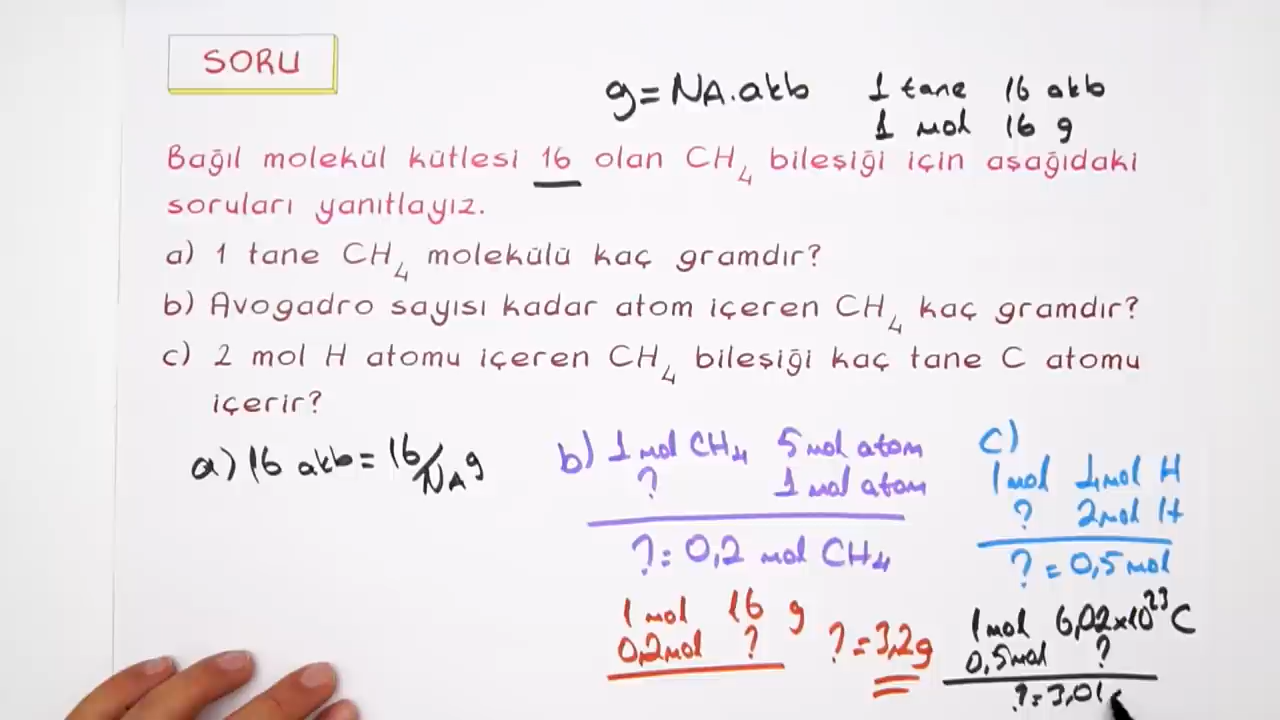 SORU
g = NA.akb
1 tane 16 akb
1 mol 16 g
Bağıl molekül kütlesi 16 olan CH₄ bileşiği için aşağıdaki
soruları yanıtlayız.
a) 1 tane CH₄ molekülü kaç gramdır?
b) Avogadro sayısı kadar atom içeren CH₄ kaç gramdır?
c) 2 mol H atomu içeren CH₄ bileşiği kaç tane C atomu
içerir?
a) 16 akb = 16/NA g
b) 1 mol CH₄ 5 mol atom
? 1 mol atom
? = 0,2 mol CH₄
1 mol 16 g
0,2 mol ?
? = 3,2 g
c)
1 mol 4 mol H
? 2 mol H
? = 0,5 mol
1 mol 6,02x10²³ C
0,5 mol ?
? = 3,01